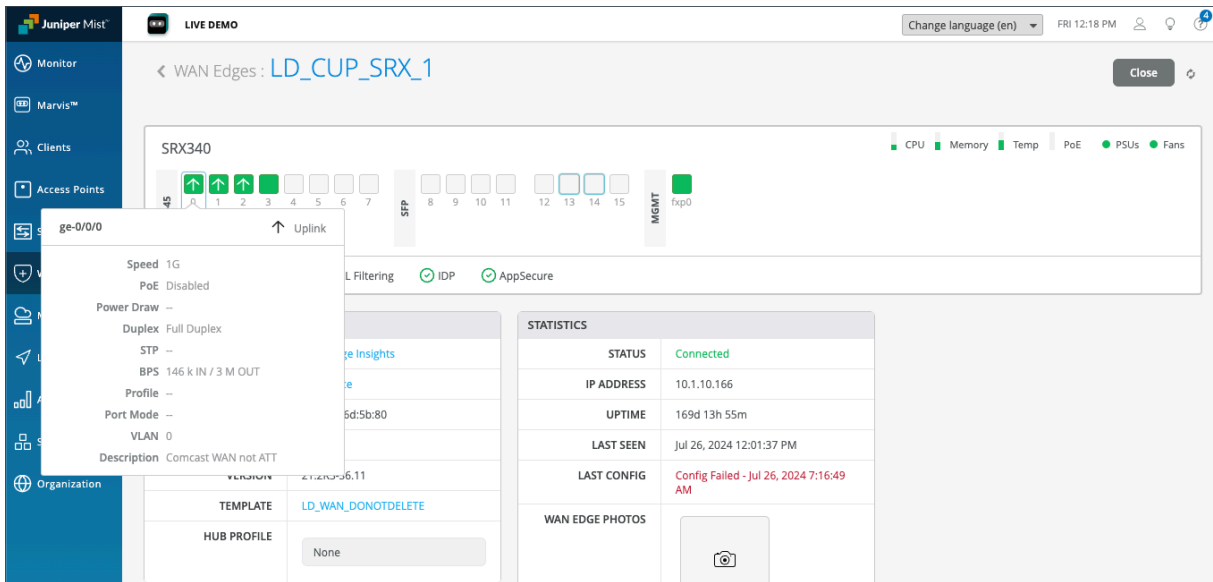 Juniper Mist™
LIVE DEMO
Change language (en)
FRI 12:18 PM
4
Monitor
Marvis™
Clients
Access Points
Organization
WAN Edges : LD_CUP_SRX_1
Close
SRX340
CPU Memory Temp PoE PSUs Fans
0 1 2 3 4 5 6 7
SFP
8 9 10 11 12 13 14 15
MGMT
fxp0
ge-0/0/0
Uplink
Speed 1G
PoE Disabled
Power Draw --
Duplex Full Duplex
STP --
BPS 146 k IN / 3 M OUT
Profile --
Port Mode --
VLAN 0
Description Comcast WAN not ATT
L Filtering IDP AppSecure
ge Insights
6d:5b:80
TEMPLATE LD_WAN_DONOTDELETE
HUB PROFILE None
STATISTICS
STATUS Connected
IP ADDRESS 10.1.10.166
UPTIME 169d 13h 55m
LAST SEEN Jul 26, 2024 12:01:37 PM
LAST CONFIG Config Failed - Jul 26, 2024 7:16:49
AM
WAN EDGE PHOTOS